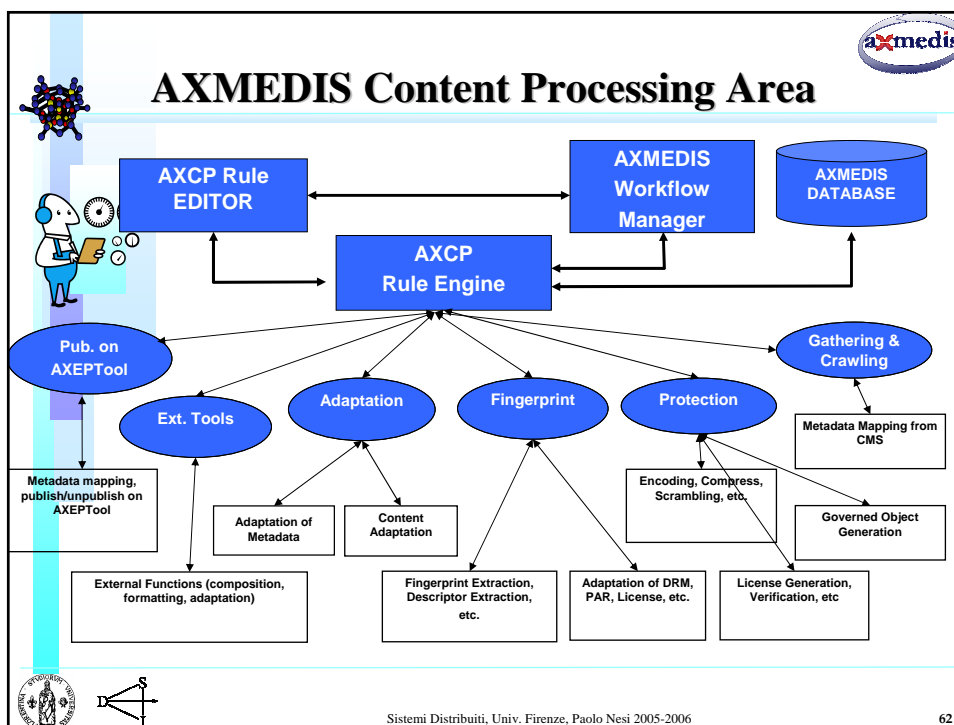 axmedis
AXMEDIS Content Processing Area
AXCP Rule
EDITOR
AXMEDIS
Workflow
Manager
AXMEDIS
DATABASE
AXCP
Rule Engine
Pub. on
AXEPTool
Ext. Tools
Adaptation
Fingerprint
Protection
Gathering &
Crawling
Metadata Mapping from
CMS
Metadata mapping,
publish/unpublish on
AXEPTool
Adaptation of
Metadata
Content
Adaptation
Encoding, Compress,
Scrambling, etc.
Governed Object
Generation
External Functions (composition,
formatting, adaptation)
Fingerprint Extraction,
Descriptor Extraction,
etc.
Adaptation of DRM,
PAR, License, etc.
License Generation,
Verification, etc
D
S
I
Sistemi Distribuiti, Univ. Firenze, Paolo Nesi 2005-2006
62